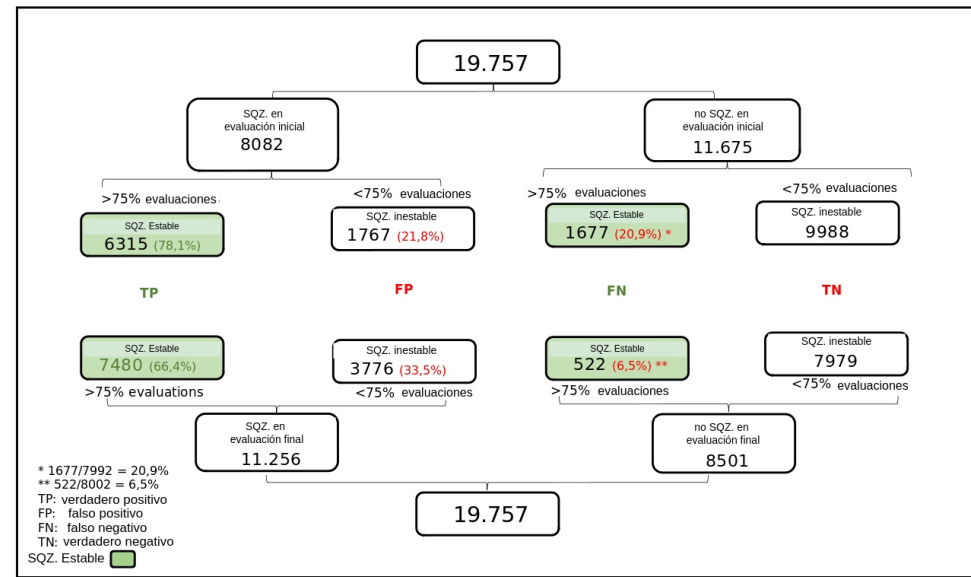 19.757
SQZ. en
evaluación inicial
8082
no SQZ. en
evaluación inicial
11.675
>75% evaluaciones
<75% evaluaciones
>75% evaluaciones
<75% evaluaciones
SQZ. Estable
6315 (78,1%)
SQZ. inestable
1767 (21,8%)
SQZ. Estable
1677 (20,9%) *
SQZ. inestable
9988
TP
FP
FN
TN
SQZ. Estable
7480 (66,4%)
SQZ. inestable
3776 (33,5%)
SQZ. Estable
522 (6,5%) **
SQZ. inestable
7979
>75% evaluations
<75% evaluaciones
>75% evaluaciones
<75% evaluaciones
SQZ. en
evaluación final
11.256
no SQZ. en
evaluación final
8501
19.757
* 1677/7992 = 20,9%
** 522/8002 = 6,5%
TP: verdadero positivo
FP: falso positivo
FN: falso negativo
TN: verdadero negativo
SQZ. Estable